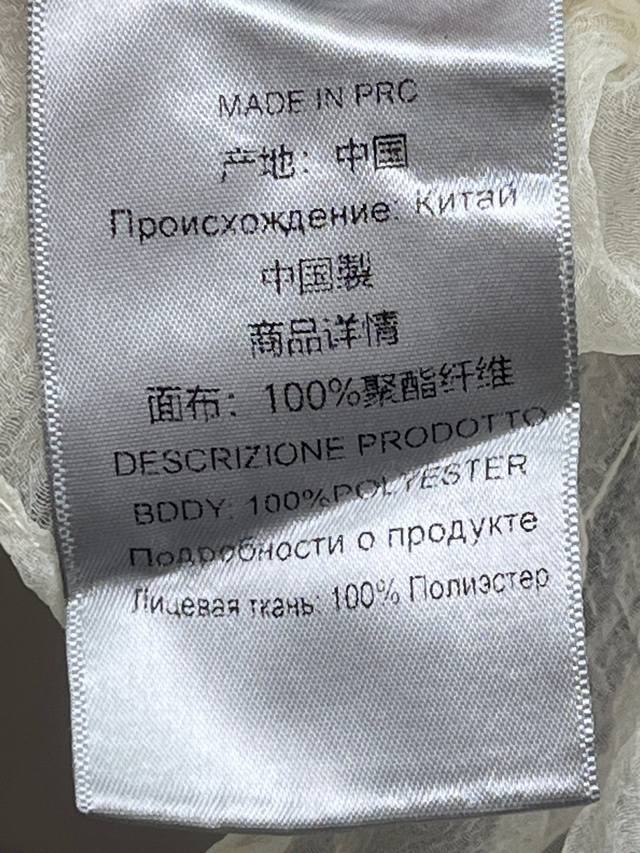 MADE IN PRC
产地：中国
Происхождение: Китай
中国製
商品详情
面布：100%聚酯纤维
DESCRIZIONE PRODOTTO
BODY: 100%POLYESTER
Подробности о продукте
Лицевая ткань: 100% Полиэстер